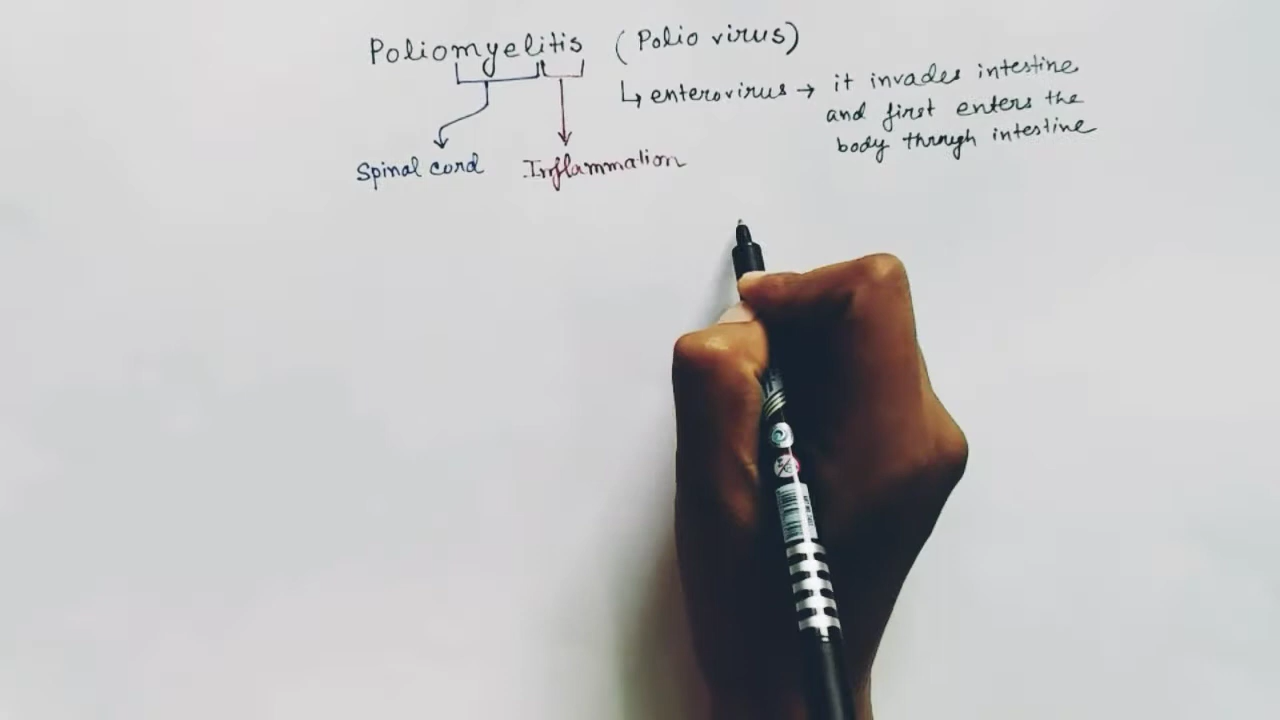 Poliomyelitis (Polio virus)
↳ enterovirus → it invades intestine
and first enters the
body through intestine
Spinal cord
Inflammation